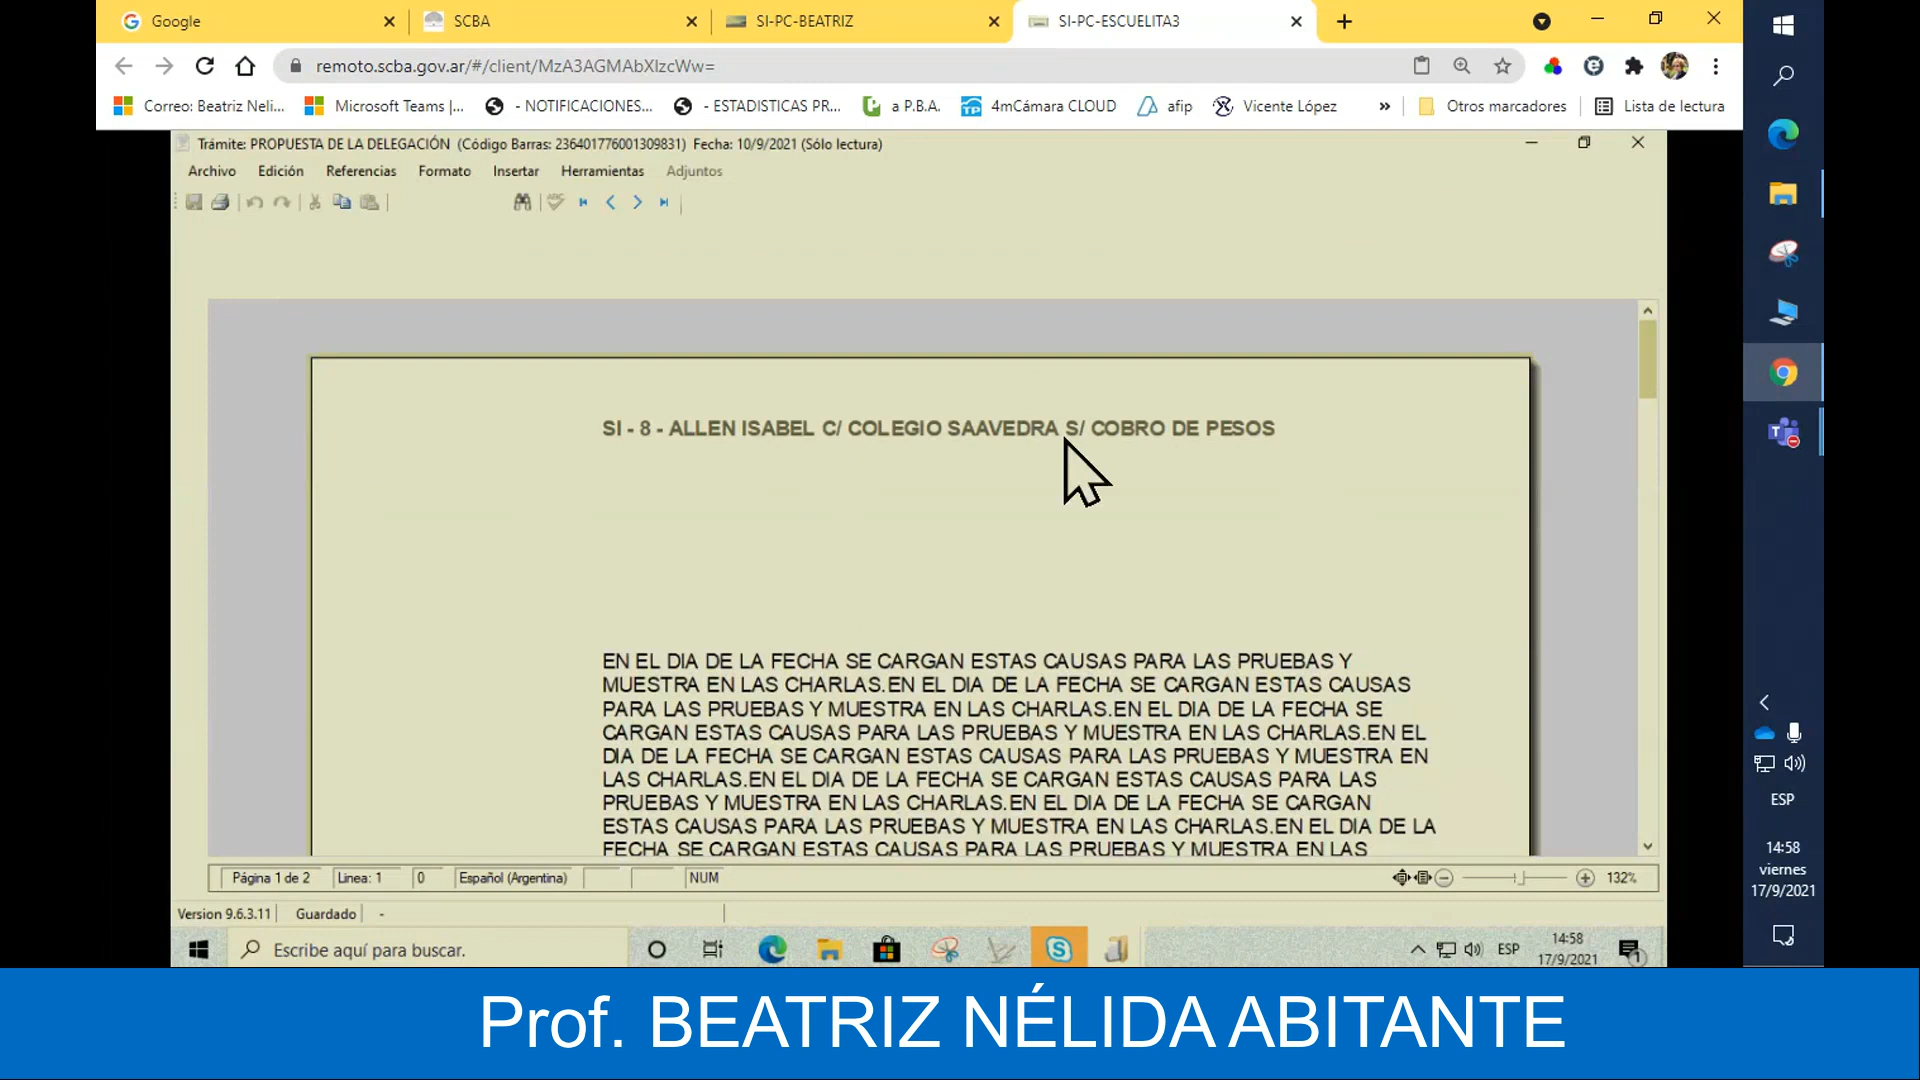 Google
SCBA
SI-PC-BEATRIZ
SI-PC-ESCUELITA3
remoto.scba.gov.ar/#/client/MzA3AGMAbXlzcWw=
Correo: Beatriz Neli...
Microsoft Teams |...
- NOTIFICACIONES...
- ESTADISTICAS PR...
a P.B.A.
4mCámara CLOUD
afip
Vicente López
»
Otros marcadores
Lista de lectura
Trámite: PROPUESTA DE LA DELEGACIÓN (Código Barras: 236401776001309831) Fecha: 10/9/2021 (Sólo lectura)
Archivo Edición Referencias Formato Insertar Herramientas Adjuntos
SI - 8 - ALLEN ISABEL C/ COLEGIO SAAVEDRA S/ COBRO DE PESOS
EN EL DIA DE LA FECHA SE CARGAN ESTAS CAUSAS PARA LAS PRUEBAS Y
MUESTRA EN LAS CHARLAS.EN EL DIA DE LA FECHA SE CARGAN ESTAS CAUSAS
PARA LAS PRUEBAS Y MUESTRA EN LAS CHARLAS.EN EL DIA DE LA FECHA SE
CARGAN ESTAS CAUSAS PARA LAS PRUEBAS Y MUESTRA EN LAS CHARLAS.EN EL
DIA DE LA FECHA SE CARGAN ESTAS CAUSAS PARA LAS PRUEBAS Y MUESTRA EN
LAS CHARLAS.EN EL DIA DE LA FECHA SE CARGAN ESTAS CAUSAS PARA LAS
PRUEBAS Y MUESTRA EN LAS CHARLAS.EN EL DIA DE LA FECHA SE CARGAN
ESTAS CAUSAS PARA LAS PRUEBAS Y MUESTRA EN LAS CHARLAS.EN EL DIA DE LA
FECHA SE CARGAN ESTAS CAUSAS PARA LAS PRUEBAS Y MUESTRA EN LAS
Página 1 de 2 Linea: 1 0 Español (Argentina) NUM 132%
Version 9.6.3.11 Guardado -
Escribe aquí para buscar.
ESP
14:58
17/9/2021
1
ESP
14:58
viernes
17/9/2021
Prof. BEATRIZ NÉLIDA ABITANTE